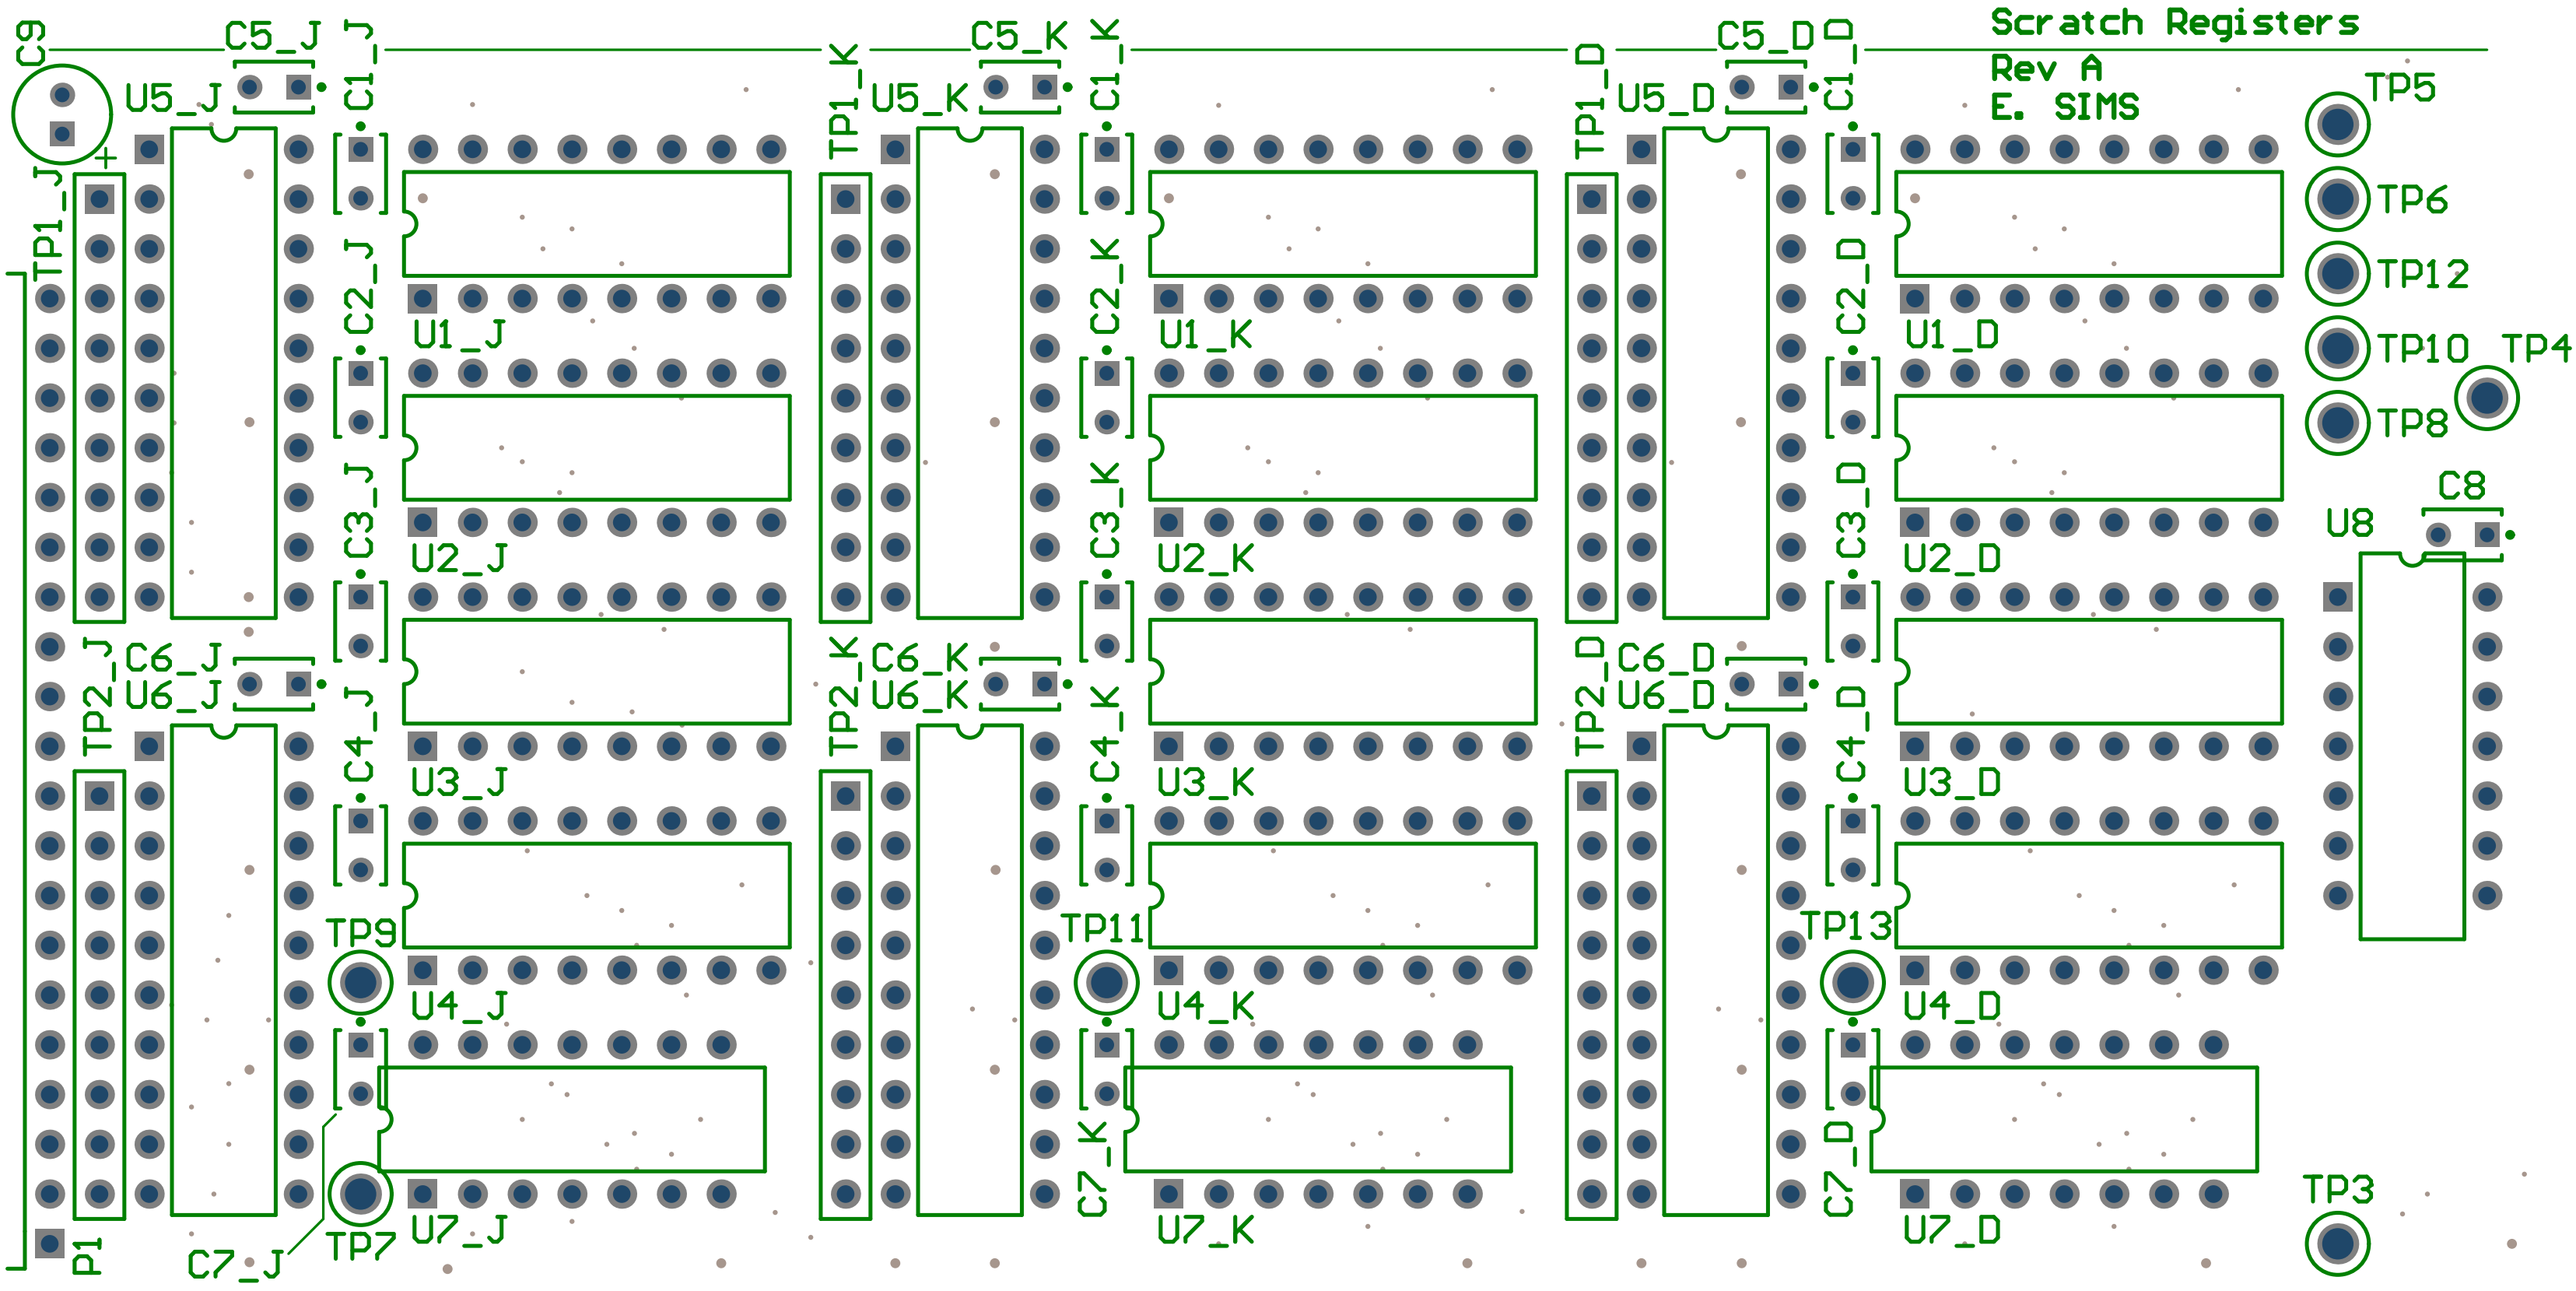 C9
C5_J
C1_J
C5_K
C1_K
C5_D
C1_D
Scratch Registers
Rev A
E. SIMS
U5_J
TP1_K
U5_K
TP1_D
U5_D
TP5
+
TP1_J
TP6
C2_J
C2_K
C2_D
TP12
U1_J
U1_K
U1_D
TP10
TP4
TP8
C3_J
C3_K
C3_D
C8
U8
U2_J
U2_K
U2_D
TP2_J
C6_J
U6_J
C4_J
TP2_K
C6_K
U6_K
C4_K
TP2_D
C6_D
U6_D
C4_D
U3_J
U3_K
U3_D
TP9
TP11
TP13
U4_J
U4_K
U4_D
C7_K
C7_D
TP3
P1
C7_J
TP7
U7_J
U7_K
U7_D